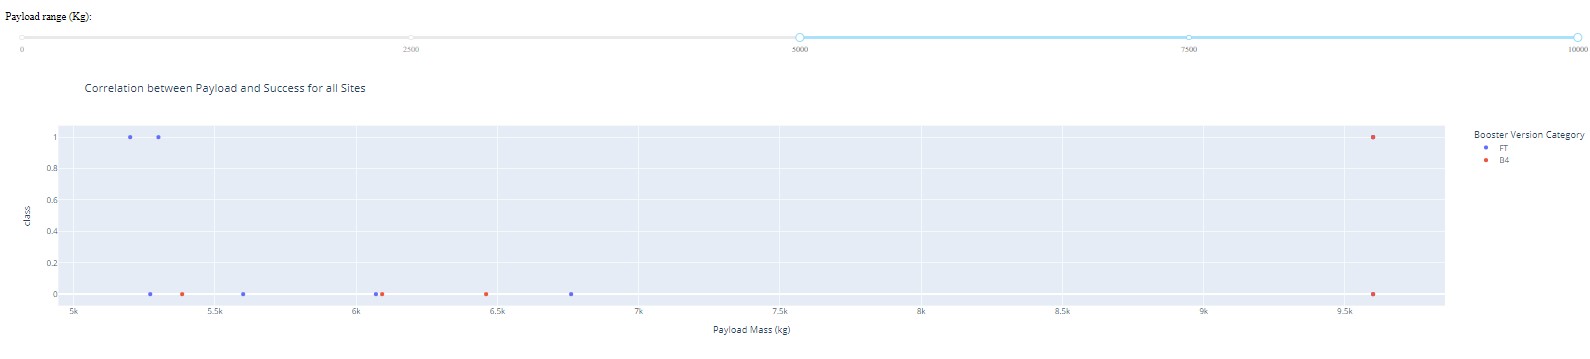 Payload range (Kg):
0 2500 5000 7500 10000
Correlation between Payload and Success for all Sites
Booster Version Category
FT
B4
1
0.8
0.6
0.4
0.2
0
class
5k 5.5k 6k 6.5k 7k 7.5k 8k 8.5k 9k 9.5k
Payload Mass (kg)